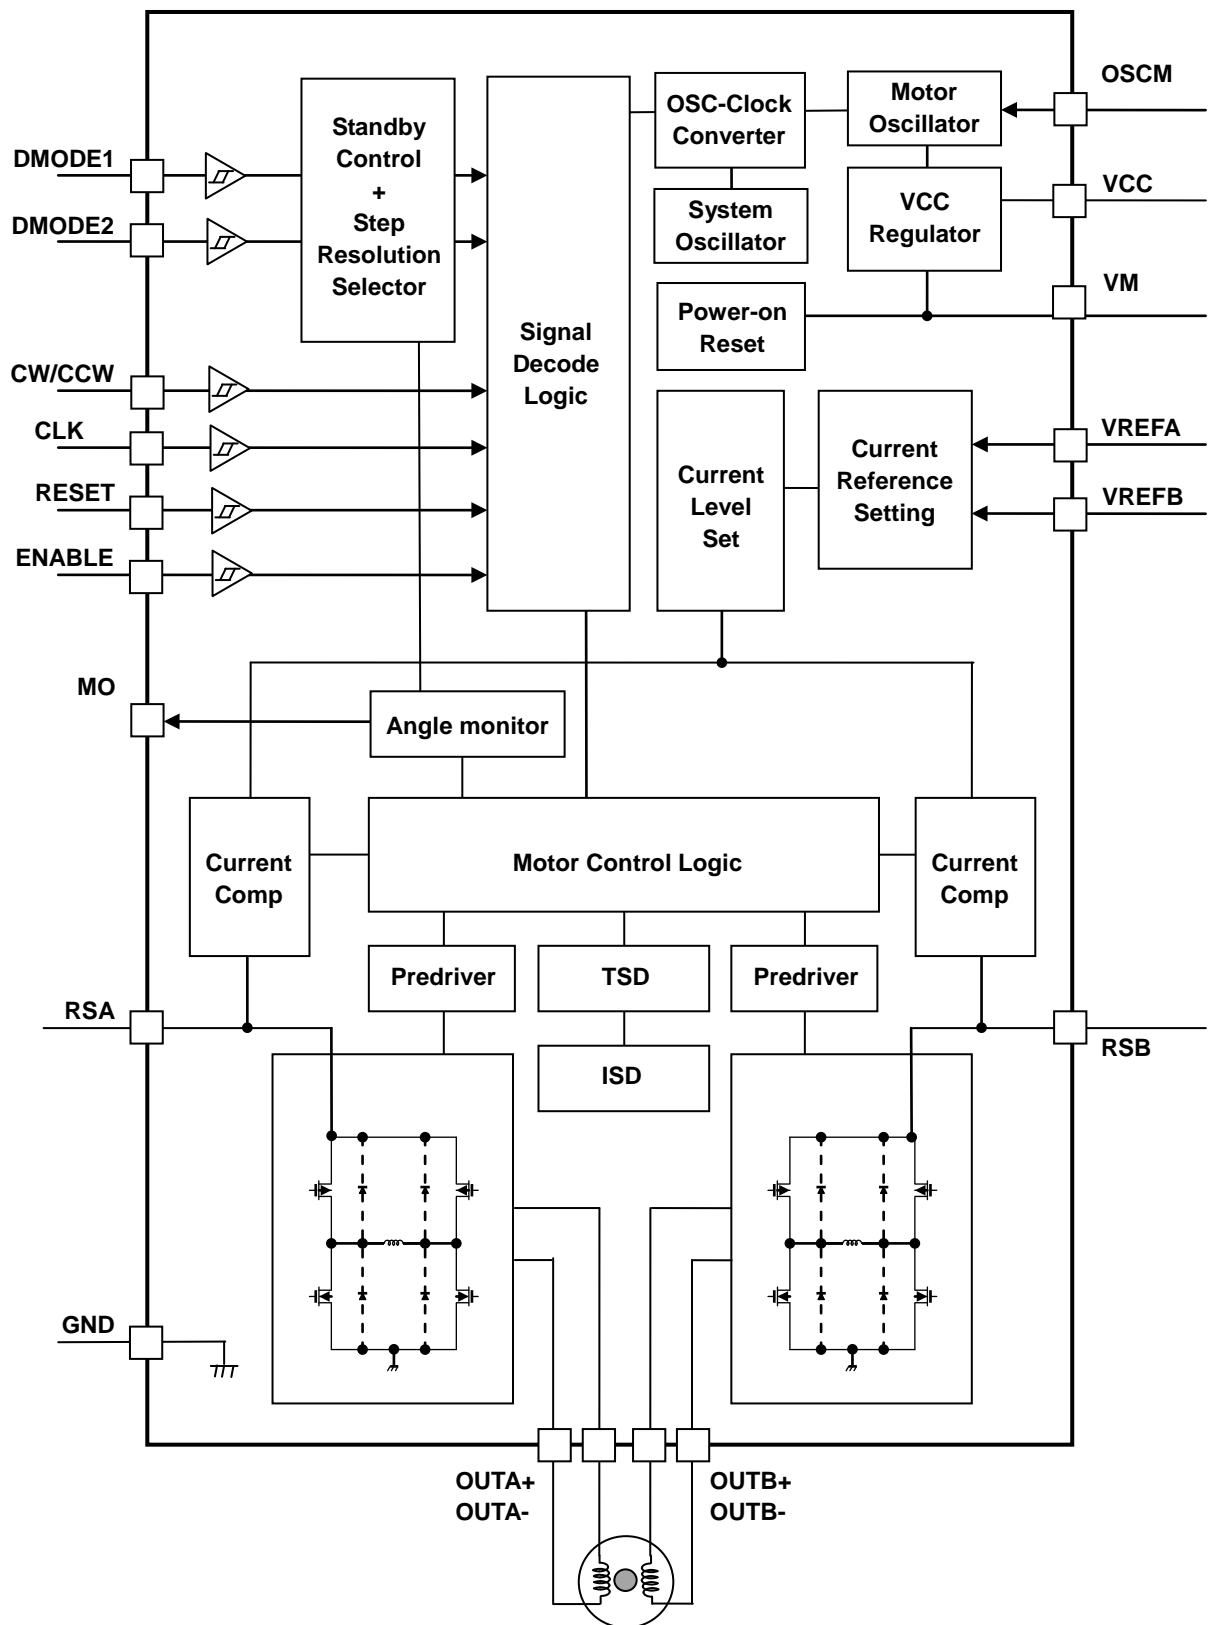 OSCM
OSC-Clock
Converter
Motor
Oscillator
Standby
Control
+
Step
Resolution
Selector
DMODE1
DMODE2
VCC
System
Oscillator
VCC
Regulator
VM
Power-on
Reset
Signal
Decode
Logic
CW/CCW
CLK
RESET
ENABLE
VREFA
VREFB
Current
Level
Set
Current
Reference
Setting
MO
Angle monitor
Current
Comp
Motor Control Logic
Current
Comp
Predriver
TSD
Predriver
RSA
RSB
ISD
GND
OUTA+
OUTA-
OUTB+
OUTB-